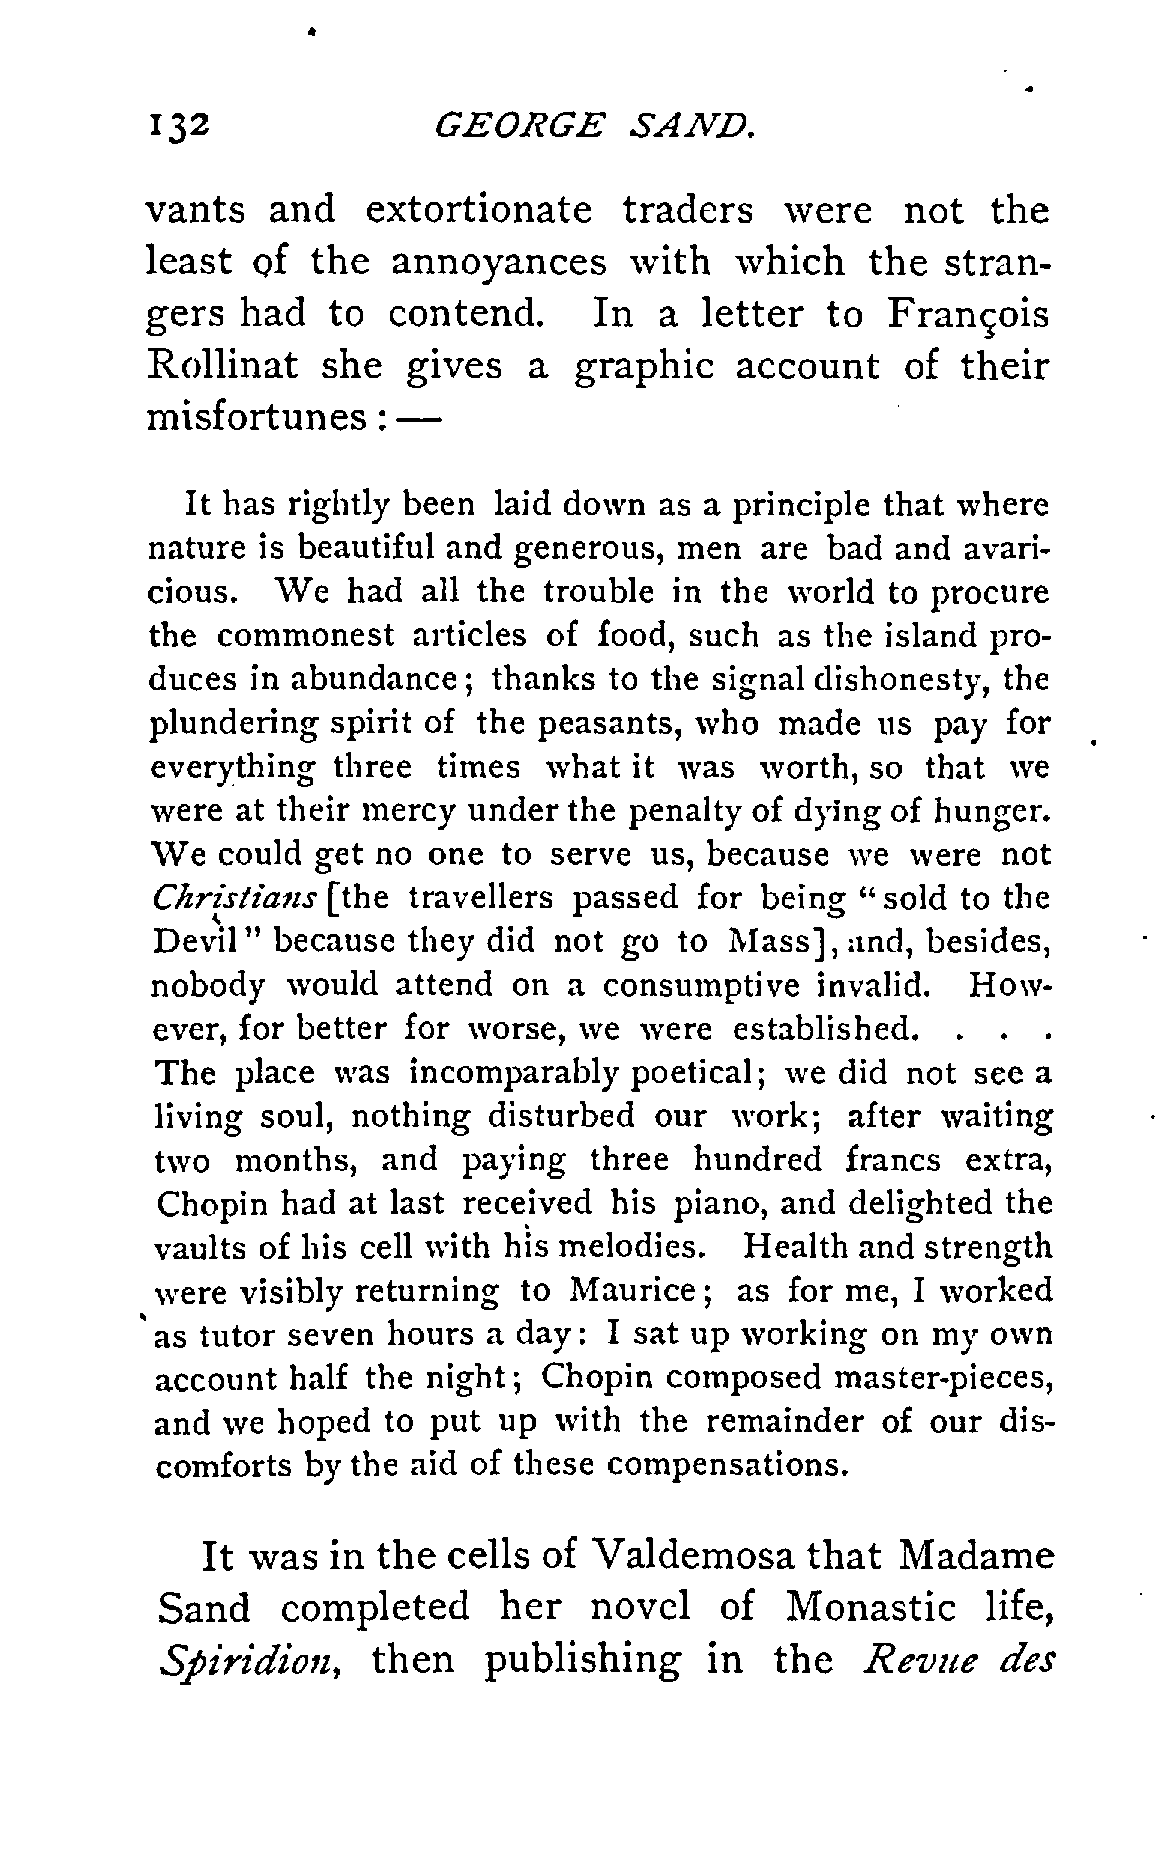 132 GEORGE SAND.
vants and extortionate traders were not the
least of the annoyances with which the stran-
gers had to contend. In a letter to François
Rollinat she gives a graphic account of their
misfortunes : —
It has rightly been laid down as a principle that where
nature is beautiful and generous, men are bad and avari-
cious. We had all the trouble in the world to procure
the commonest articles of food, such as the island pro-
duces in abundance; thanks to the signal dishonesty, the
plundering spirit of the peasants, who made us pay for
everything three times what it was worth, so that we
were at their mercy under the penalty of dying of hunger.
We could get no one to serve us, because we were not
Christians [the travellers passed for being “sold to the
Devil” because they did not go to Mass], and, besides,
nobody would attend on a consumptive invalid. How-
ever, for better for worse, we were established. . . .
The place was incomparably poetical; we did not see a
living soul, nothing disturbed our work; after waiting
two months, and paying three hundred francs extra,
Chopin had at last received his piano, and delighted the
vaults of his cell with his melodies. Health and strength
were visibly returning to Maurice; as for me, I worked
as tutor seven hours a day: I sat up working on my own
account half the night; Chopin composed master-pieces,
and we hoped to put up with the remainder of our dis-
comforts by the aid of these compensations.
It was in the cells of Valdemosa that Madame
Sand completed her novel of Monastic life,
Spiridion, then publishing in the Revue des